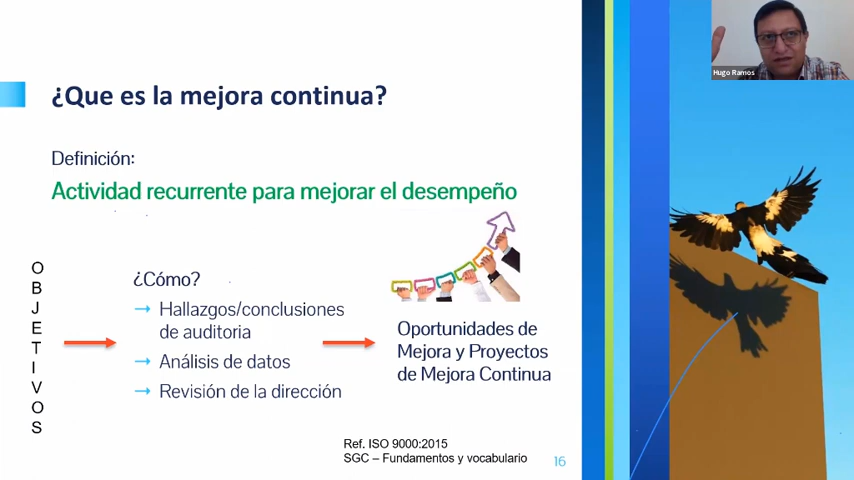 Hugo Ramos
¿Que es la mejora continua?
Definición:
Actividad recurrente para mejorar el desempeño
O
B
J
E
T
I
V
O
S
¿Cómo?
→ Hallazgos/conclusiones
de auditoria
→ Análisis de datos
→ Revisión de la dirección
Oportunidades de
Mejora y Proyectos
de Mejora Continua
Ref. ISO 9000:2015
SGC – Fundamentos y vocabulario
16